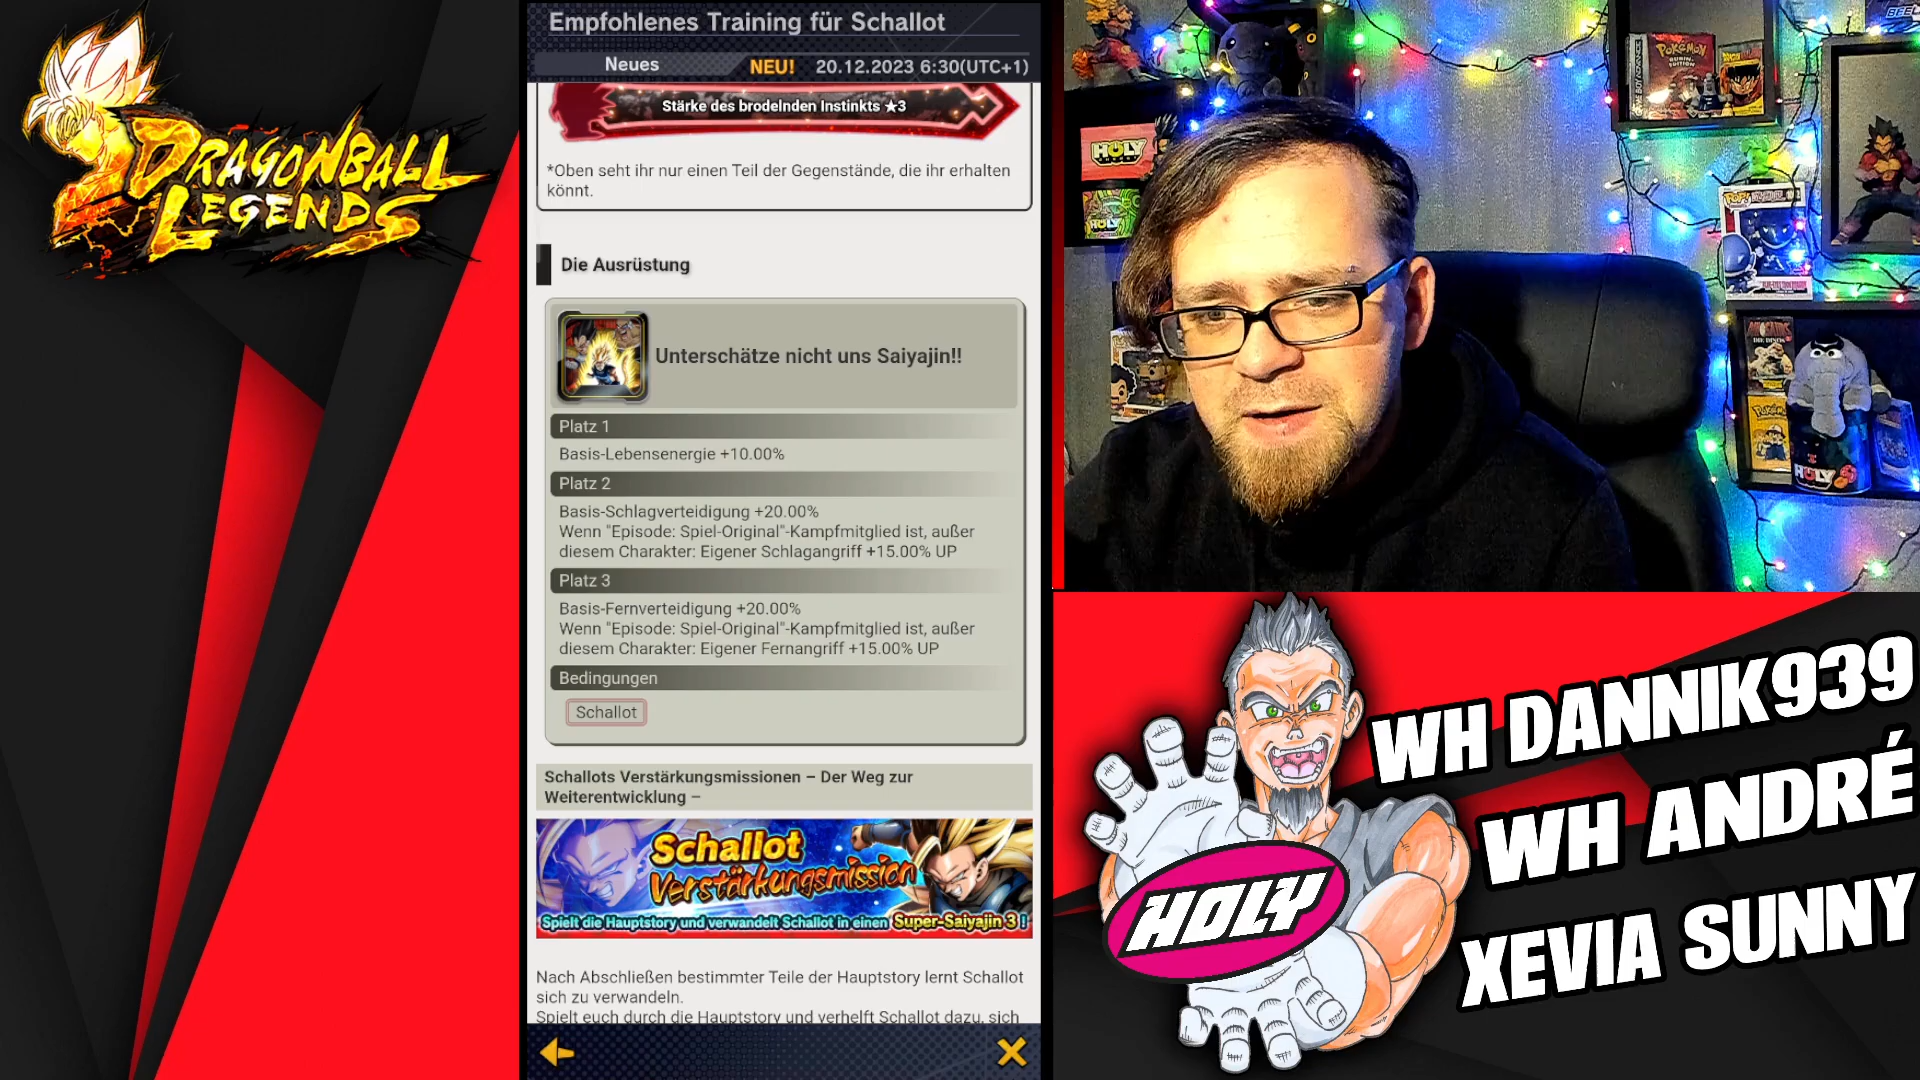 DRAGONBALL
LEGENDS
Empfohlenes Training für Schallot
Neues
NEU!
20.12.2023 6:30(UTC+1)
Stärke des brodelnden Instinkts ★3
*Oben seht ihr nur einen Teil der Gegenstände, die ihr erhalten
könnt.
Die Ausrüstung
Unterschätze nicht uns Saiyajin!!
Platz 1
Basis-Lebensenergie +10.00%
Platz 2
Basis-Schlagverteidigung +20.00%
Wenn "Episode: Spiel-Original"-Kampfmitglied ist, außer
diesem Charakter: Eigener Schlagangriff +15.00% UP
Platz 3
Basis-Fernverteidigung +20.00%
Wenn "Episode: Spiel-Original"-Kampfmitglied ist, außer
diesem Charakter: Eigener Fernangriff +15.00% UP
Bedingungen
Schallot
Schallots Verstärkungsmissionen – Der Weg zur
Weiterentwicklung –
Schallot
Verstärkungsmission
Spielt die Hauptstory und verwandelt Schallot in einen Super-Saiyajin 3 !
Nach Abschließen bestimmter Teile der Hauptstory lernt Schallot
sich zu verwandeln.
Spielt euch durch die Hauptstory und verhelft Schallot dazu, sich
HOLY
HOLY
POKéMON
POP!
HOLY
HOLY
WH DANNIK939
WH ANDRÉ
XEVIA SUNNY